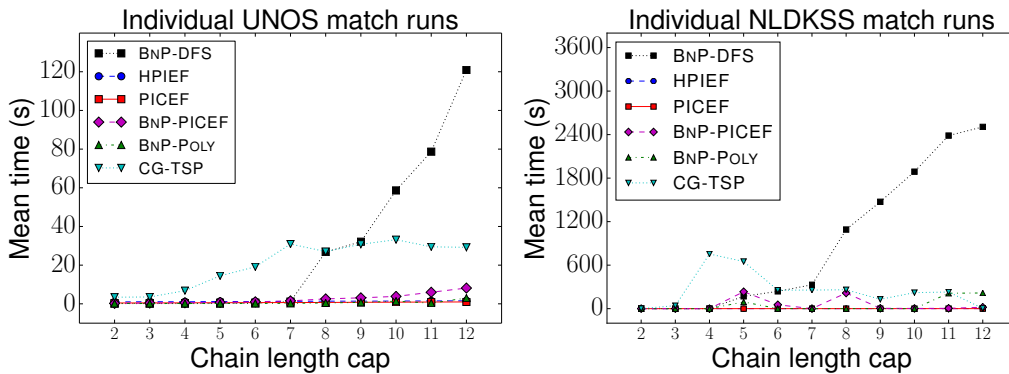 Individual UNOS match runs
Mean time (s)
120
100
80
60
40
20
0
BNP-DFS
HPIEF
PICEF
BNP-PICEF
BNP-POLY
CG-TSP
2 3 4 5 6 7 8 9 10 11 12
Chain length cap
Individual NLDKSS match runs
Mean time (s)
3600
3000
2400
1800
1200
600
0
BNP-DFS
HPIEF
PICEF
BNP-PICEF
BNP-POLY
CG-TSP
2 3 4 5 6 7 8 9 10 11 12
Chain length cap